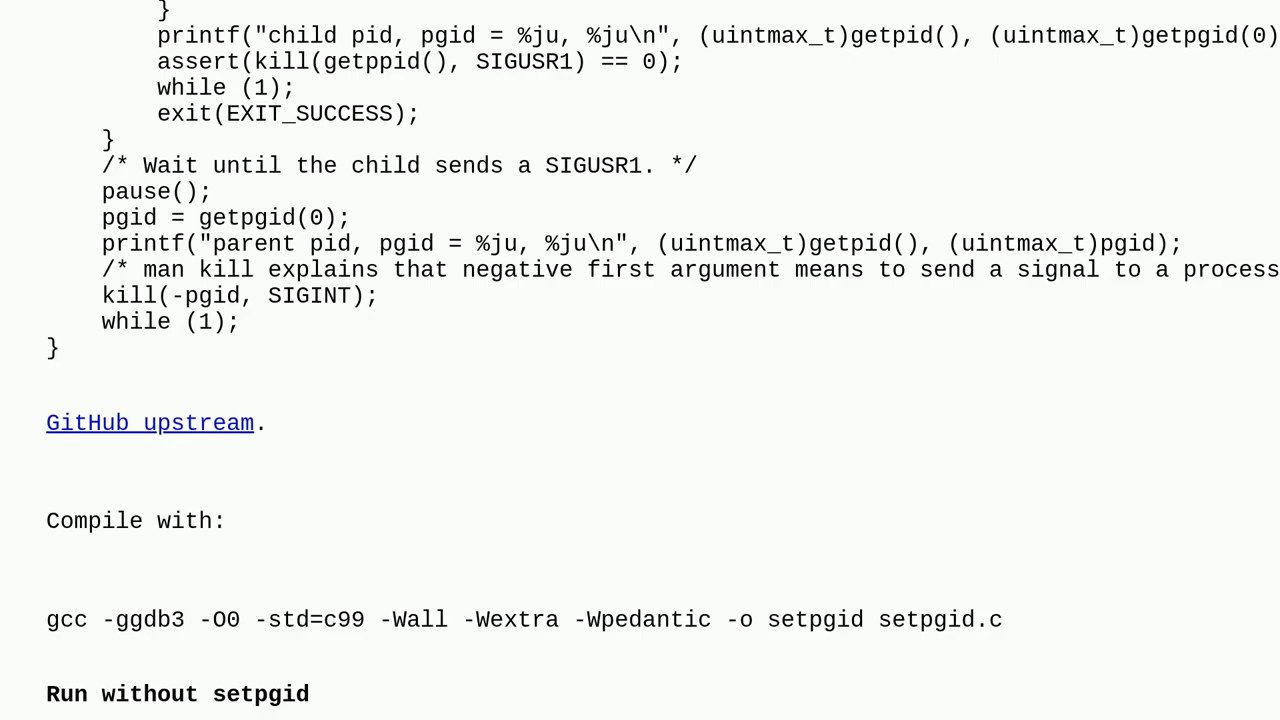 }
printf("child pid, pgid = %ju, %ju\n", (uintmax_t)getpid(), (uintmax_t)getpgid(0)
assert(kill(getppid(), SIGUSR1) == 0);
while (1);
exit(EXIT_SUCCESS);
}
/* Wait until the child sends a SIGUSR1. */
pause();
pgid = getpgid(0);
printf("parent pid, pgid = %ju, %ju\n", (uintmax_t)getpid(), (uintmax_t)pgid);
/* man kill explains that negative first argument means to send a signal to a process
kill(-pgid, SIGINT);
while (1);
}
GitHub upstream.
Compile with:
gcc -ggdb3 -O0 -std=c99 -Wall -Wextra -Wpedantic -o setpgid setpgid.c
Run without setpgid